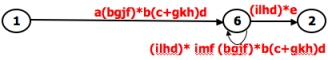 a(bgjf)*b(c+gkh)d
(ilhd)*e
1
6
2
(ilhd)* imf (bgjf)*b(c+gkh)d